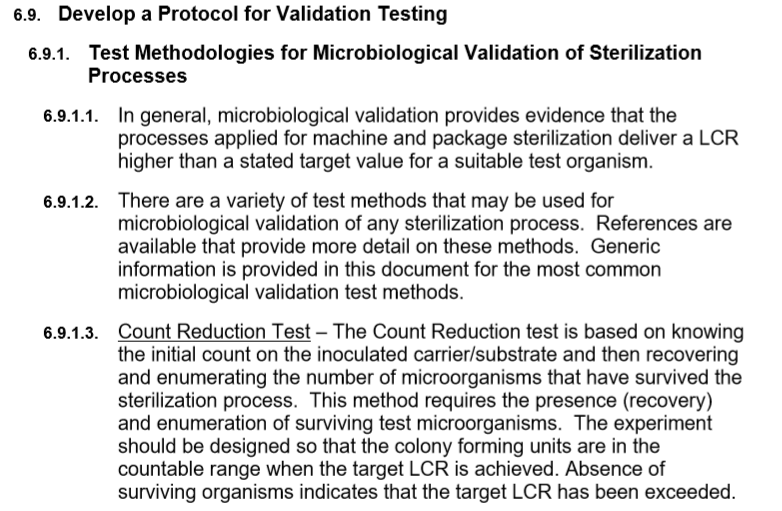 6.9. Develop a Protocol for Validation Testing
6.9.1. Test Methodologies for Microbiological Validation of Sterilization
Processes
6.9.1.1. In general, microbiological validation provides evidence that the
processes applied for machine and package sterilization deliver a LCR
higher than a stated target value for a suitable test organism.
6.9.1.2. There are a variety of test methods that may be used for
microbiological validation of any sterilization process.  References are
available that provide more detail on these methods.  Generic
information is provided in this document for the most common
microbiological validation test methods.
6.9.1.3. Count Reduction Test – The Count Reduction test is based on knowing
the initial count on the inoculated carrier/substrate and then recovering
and enumerating the number of microorganisms that have survived the
sterilization process.  This method requires the presence (recovery)
and enumeration of surviving test microorganisms.  The experiment
should be designed so that the colony forming units are in the
countable range when the target LCR is achieved. Absence of
surviving organisms indicates that the target LCR has been exceeded.